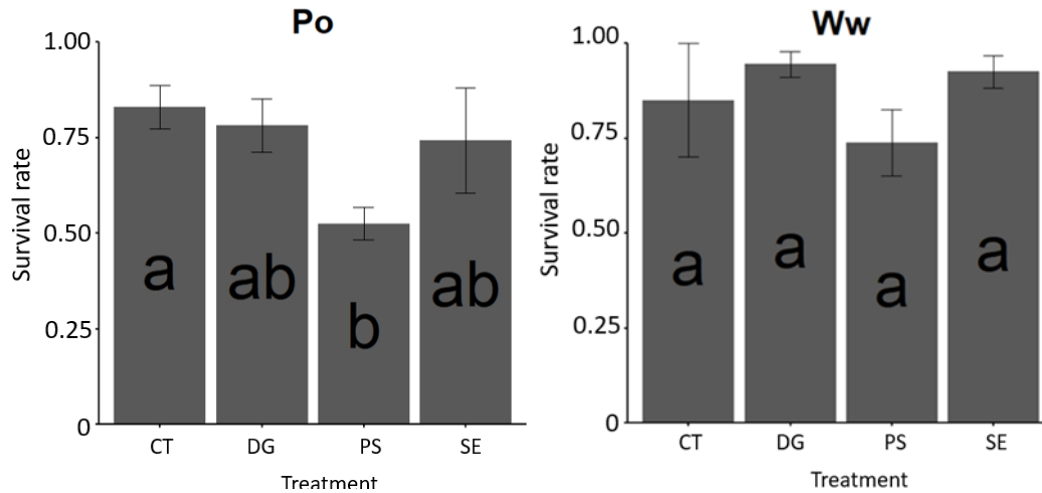 Po
1.00
0.75
0.50
0.25
0
Survival rate
a
ab
b
ab
CT DG PS SE
Treatment
Ww
1.00
0.75
0.50
0.25
0
Survival rate
a
a
a
a
CT DG PS SE
Treatment